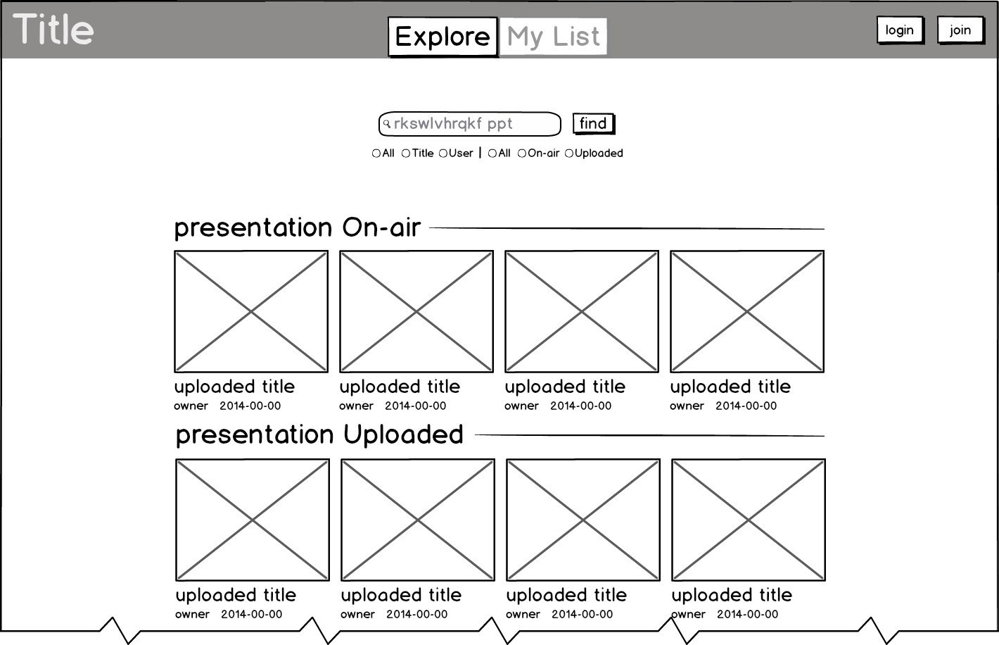 Title Explore My List login join
rkswlvhrqkf ppt find
All Title User | All On-air Uploaded
presentation On-air
uploaded title uploaded title uploaded title uploaded title
owner 2014-00-00 owner 2014-00-00 owner 2014-00-00 owner 2014-00-00
presentation Uploaded
uploaded title uploaded title uploaded title uploaded title
owner 2014-00-00 owner 2014-00-00 owner 2014-00-00 owner 2014-00-00